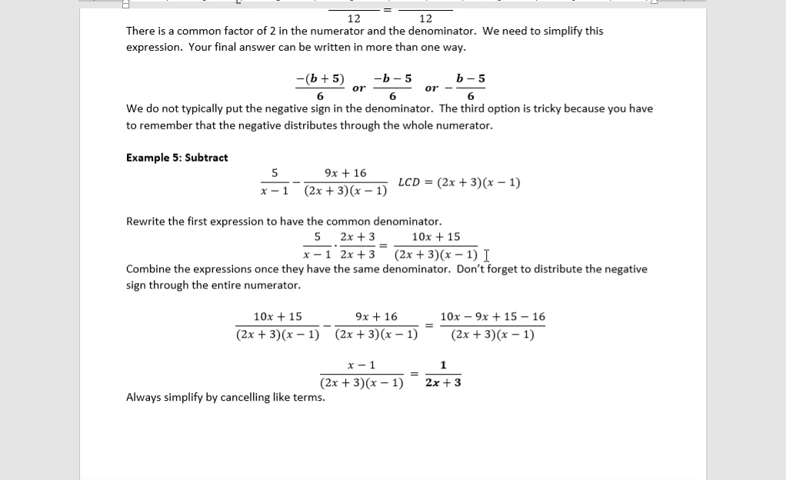 12 = 12
There is a common factor of 2 in the numerator and the denominator. We need to simplify this
expression. Your final answer can be written in more than one way.
−(b + 5)/6 or −b − 5/6 or − b − 5/6
We do not typically put the negative sign in the denominator. The third option is tricky because you have
to remember that the negative distributes through the whole numerator.
Example 5: Subtract
5/(x − 1) − (9x + 16)/((2x + 3)(x − 1)) LCD = (2x + 3)(x − 1)
Rewrite the first expression to have the common denominator.
5/(x − 1) · (2x + 3)/(2x + 3) = (10x + 15)/((2x + 3)(x − 1))
Combine the expressions once they have the same denominator. Don't forget to distribute the negative
sign through the entire numerator.
(10x + 15)/((2x + 3)(x − 1)) − (9x + 16)/((2x + 3)(x − 1)) = (10x − 9x + 15 − 16)/((2x + 3)(x − 1))
(x − 1)/((2x + 3)(x − 1)) = 1/(2x + 3)
Always simplify by cancelling like terms.